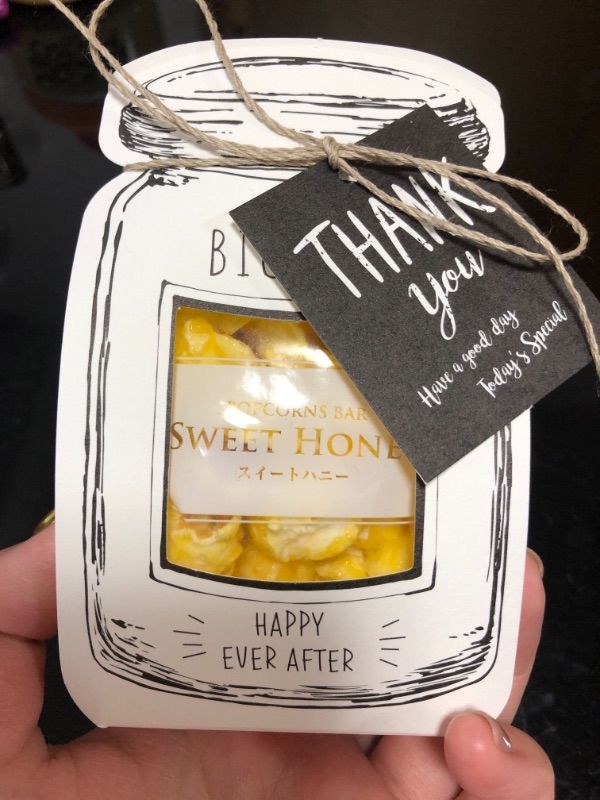 THANK
you
Have a good day
Today's Special
POPCORNS BAR
SWEET HONE
スイートハニー
HAPPY
EVER AFTER